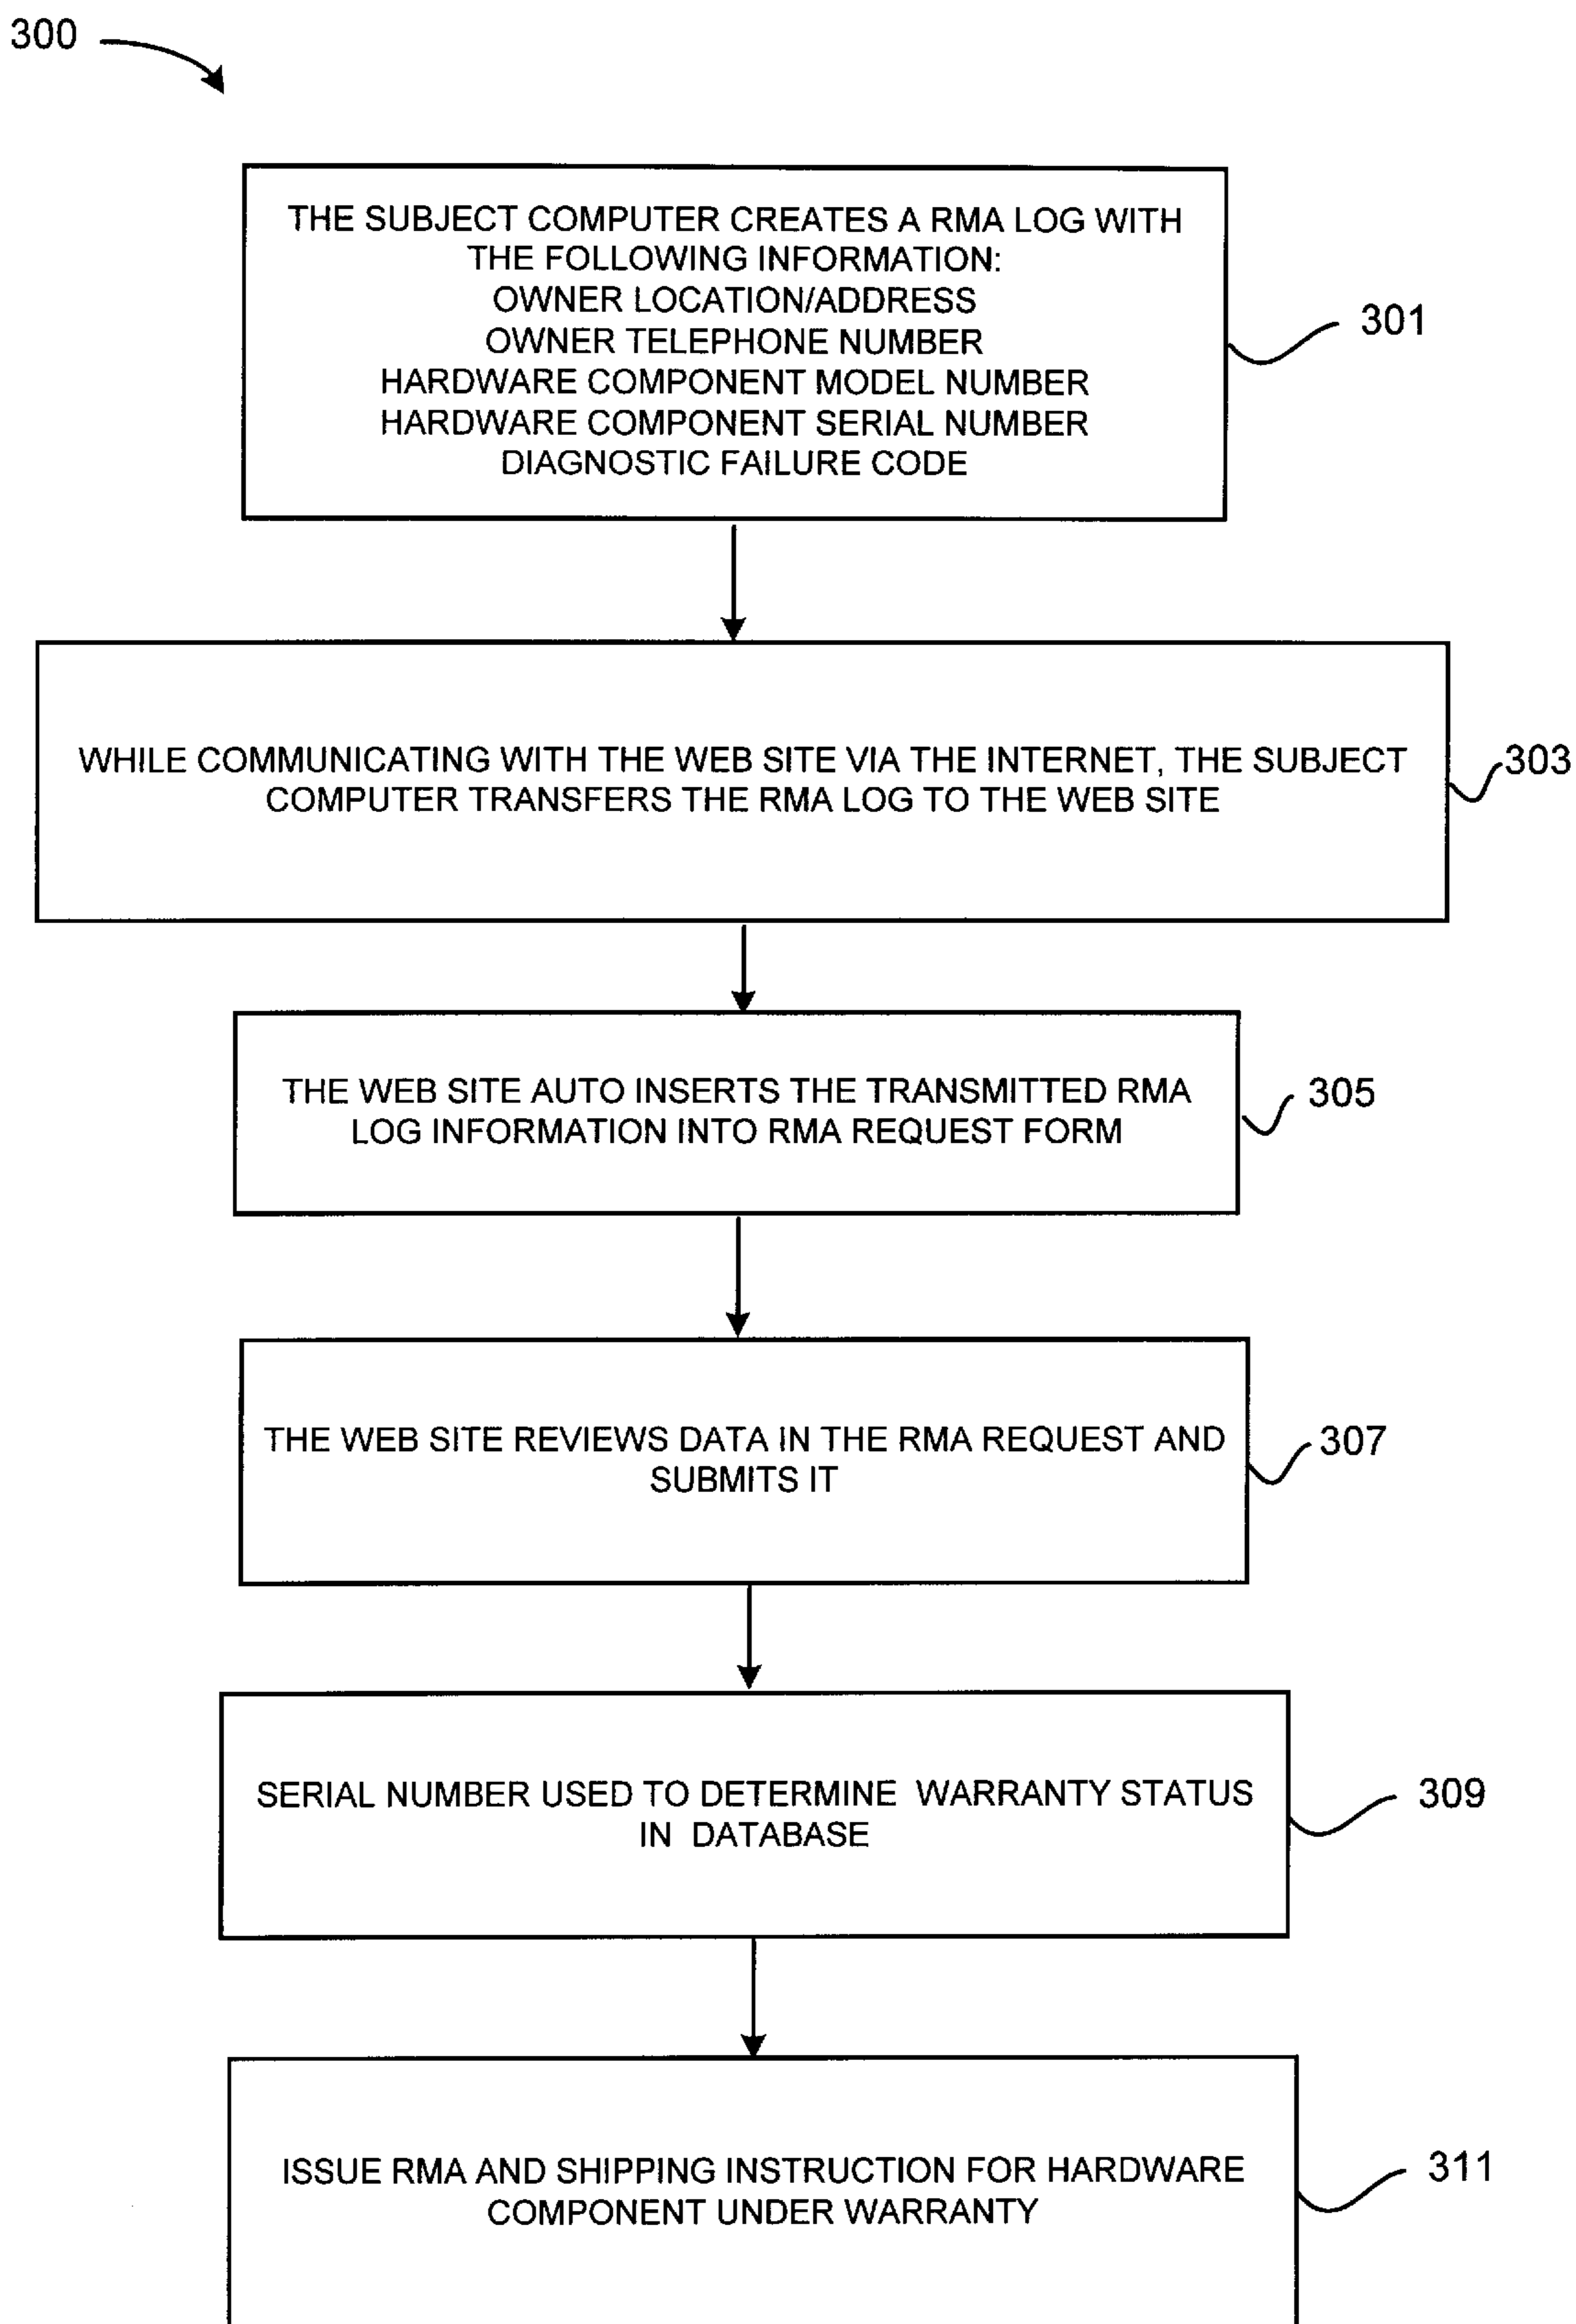 300
THE SUBJECT COMPUTER CREATES A RMA LOG WITH
THE FOLLOWING INFORMATION:
OWNER LOCATION/ADDRESS
OWNER TELEPHONE NUMBER
HARDWARE COMPONENT MODEL NUMBER
HARDWARE COMPONENT SERIAL NUMBER
DIAGNOSTIC FAILURE CODE
301
WHILE COMMUNICATING WITH THE WEB SITE VIA THE INTERNET, THE SUBJECT
COMPUTER TRANSFERS THE RMA LOG TO THE WEB SITE
303
THE WEB SITE AUTO INSERTS THE TRANSMITTED RMA
LOG INFORMATION INTO RMA REQUEST FORM
305
THE WEB SITE REVIEWS DATA IN THE RMA REQUEST AND
SUBMITS IT
307
SERIAL NUMBER USED TO DETERMINE WARRANTY STATUS
IN DATABASE
309
ISSUE RMA AND SHIPPING INSTRUCTION FOR HARDWARE
COMPONENT UNDER WARRANTY
311